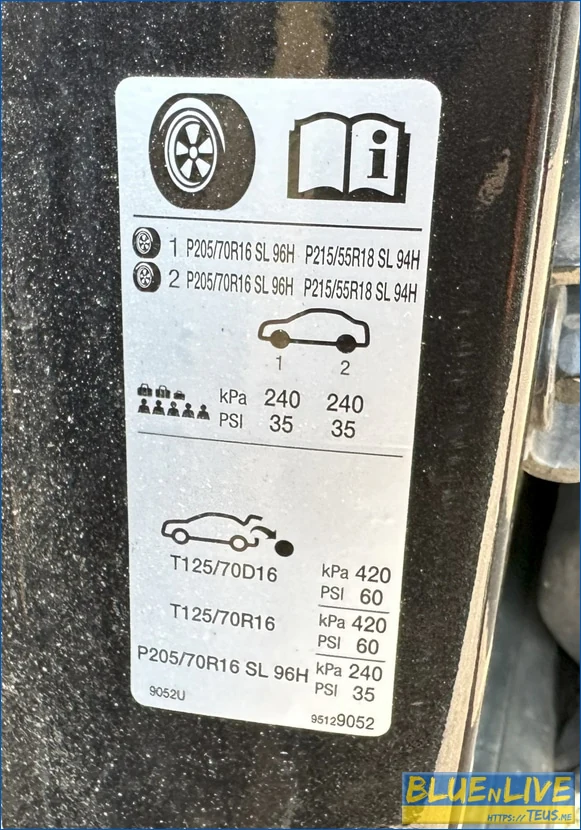 i
1 P205/70R16 SL 96H P215/55R18 SL 94H
2 P205/70R16 SL 96H P215/55R18 SL 94H
1 2
kPa 240 240
PSI 35 35
T125/70D16 kPa 420
PSI 60
T125/70R16 kPa 420
PSI 60
P205/70R16 SL 96H kPa 240
PSI 35
9052U 95129052
BLUEnLIVE
HTTPS://TEUS.ME